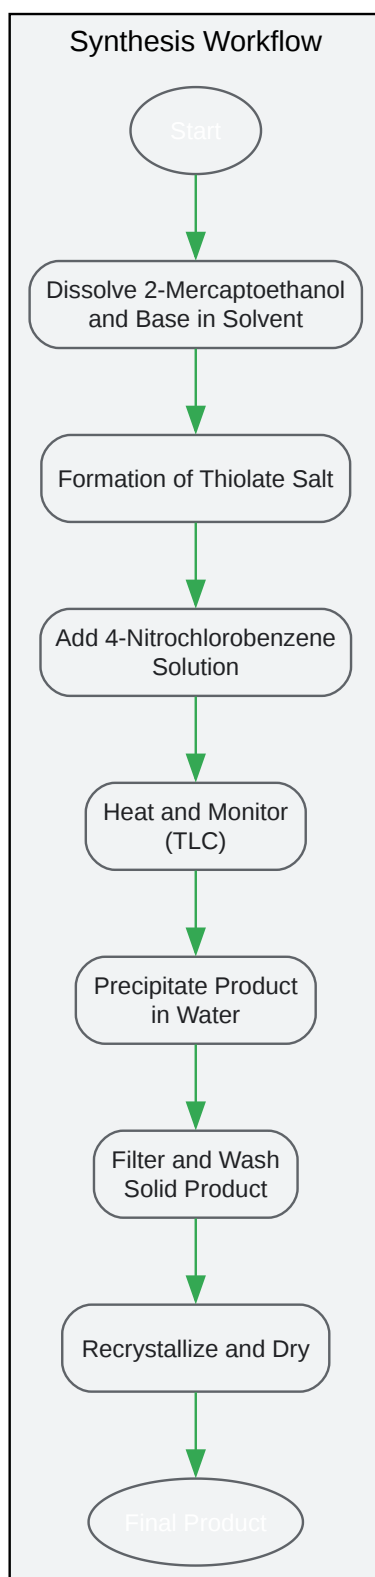 Synthesis Workflow
Start
Dissolve 2-Mercaptoethanol
and Base in Solvent
Formation of Thiolate Salt
Add 4-Nitrochlorobenzene
Solution
Heat and Monitor
(TLC)
Precipitate Product
in Water
Filter and Wash
Solid Product
Recrystallize and Dry
Final Product